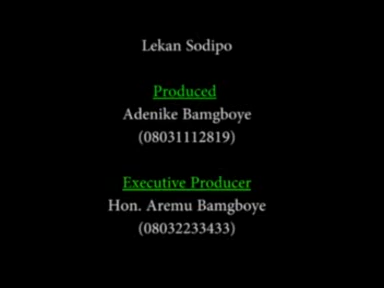 Lekan Sodipo
Produced
Adenike Bamgboye
(08031112819)
Executive Producer
Hon. Aremu Bamgboye
(08032233433)